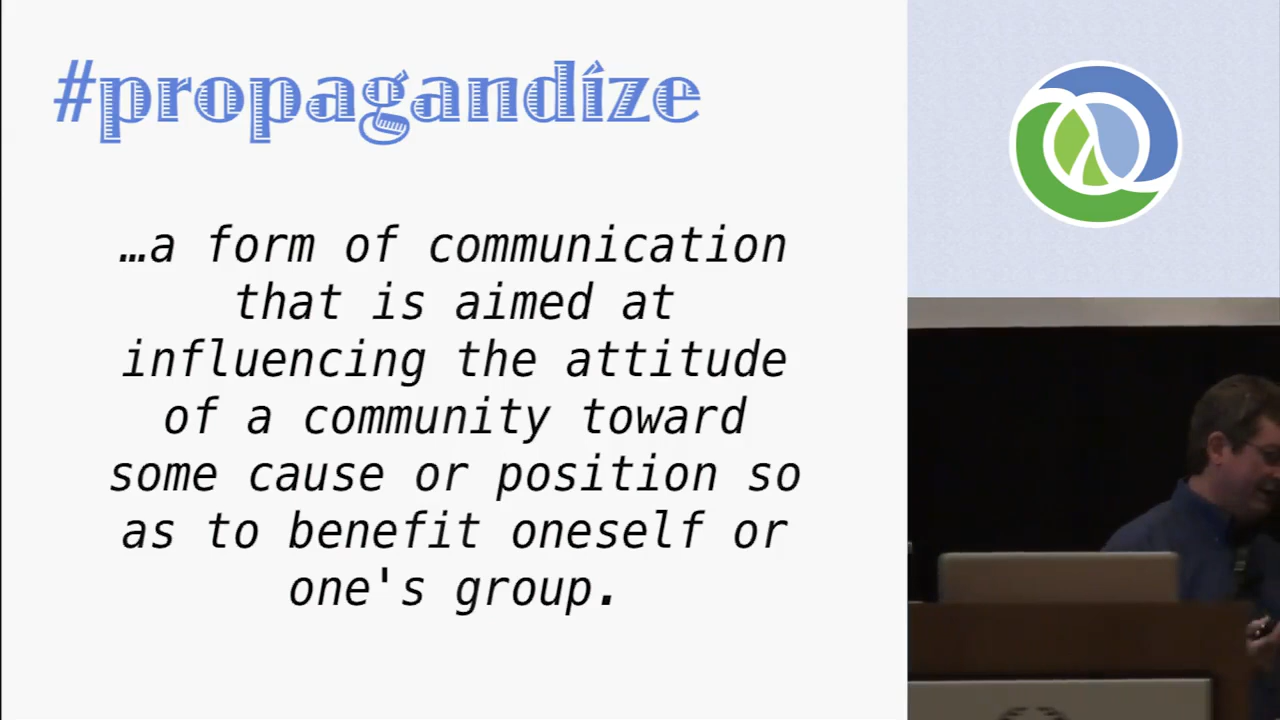 #propagandíze
…a form of communication
that is aimed at
influencing the attitude
of a community toward
some cause or position so
as to benefit oneself or
one's group.